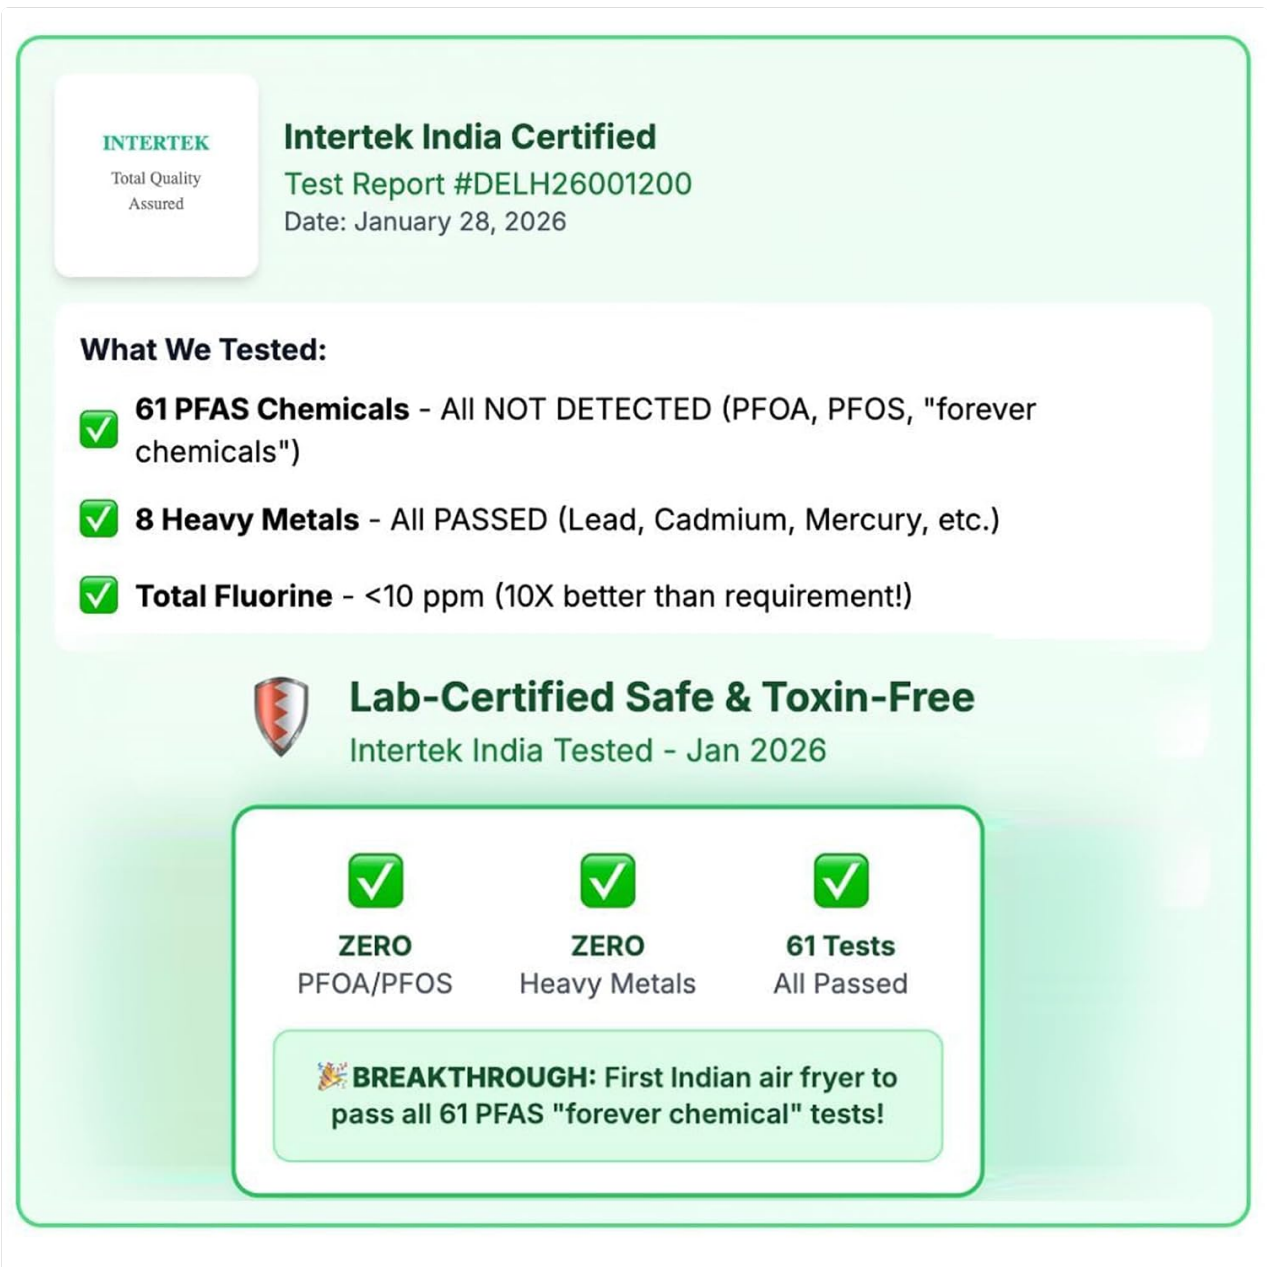 INTERTEK
Total Quality
Assured
Intertek India Certified
Test Report #DELH26001200
Date: January 28, 2026
What We Tested:
61 PFAS Chemicals - All NOT DETECTED (PFOA, PFOS, "forever
chemicals")
8 Heavy Metals - All PASSED (Lead, Cadmium, Mercury, etc.)
Total Fluorine - <10 ppm (10X better than requirement!)
Lab-Certified Safe & Toxin-Free
Intertek India Tested - Jan 2026
ZERO
PFOA/PFOS
ZERO
Heavy Metals
61 Tests
All Passed
BREAKTHROUGH: First Indian air fryer to
pass all 61 PFAS "forever chemical" tests!